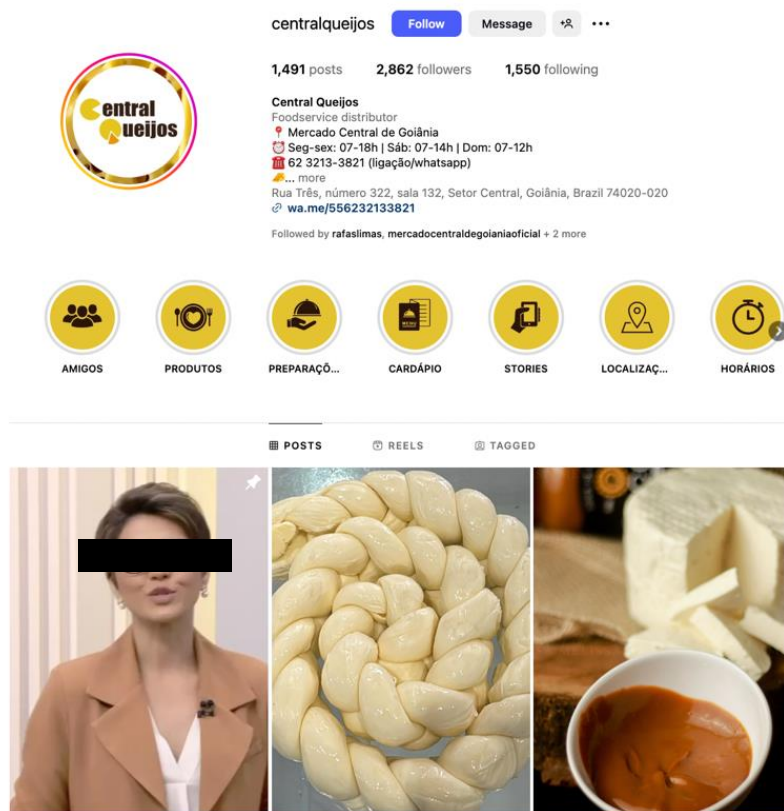 centralqueijos Follow Message
1,491 posts 2,862 followers 1,550 following
Central Queijos
Central Queijos
Foodservice distributor
Mercado Central de Goiânia
Seg-sex: 07-18h | Sáb: 07-14h | Dom: 07-12h
62 3213-3821 (ligação/whatsapp)
... more
Rua Três, número 322, sala 132, Setor Central, Goiânia, Brazil 74020-020
wa.me/556232133821
Followed by rafaslimas, mercadocentraldegoianiaoficial + 2 more
AMIGOS PRODUTOS PREPARAÇÕ... CARDÁPIO STORIES LOCALIZAÇ... HORÁRIOS
POSTS REELS TAGGED